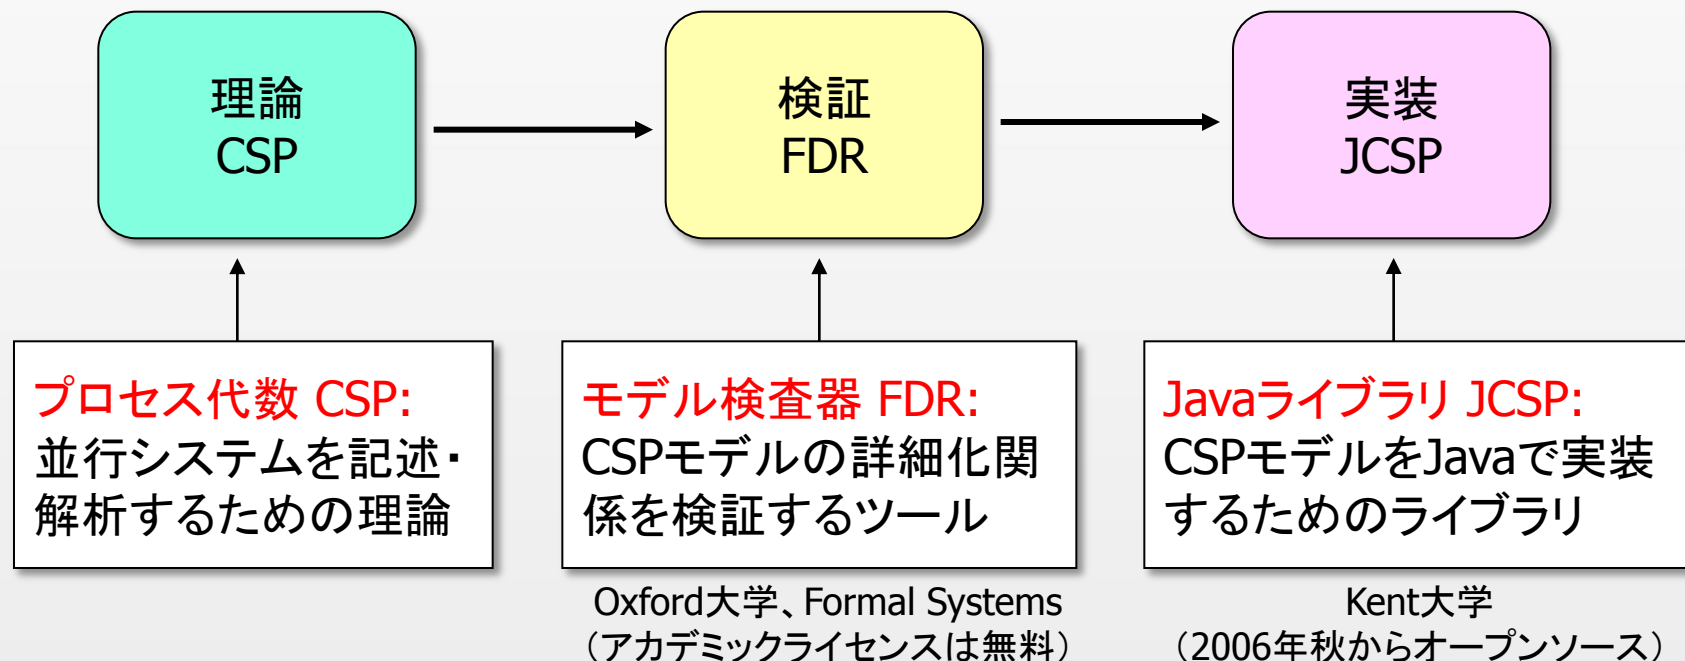 理論
CSP
検証
FDR
実装
JCSP
プロセス代数 CSP:
並行システムを記述・
解析するための理論
モデル検査器 FDR:
CSPモデルの詳細化関
係を検証するツール
Javaライブラリ JCSP:
CSPモデルをJavaで実装
するためのライブラリ
Oxford大学、Formal Systems
（アカデミックライセンスは無料）
Kent大学
（2006年秋からオープンソース）